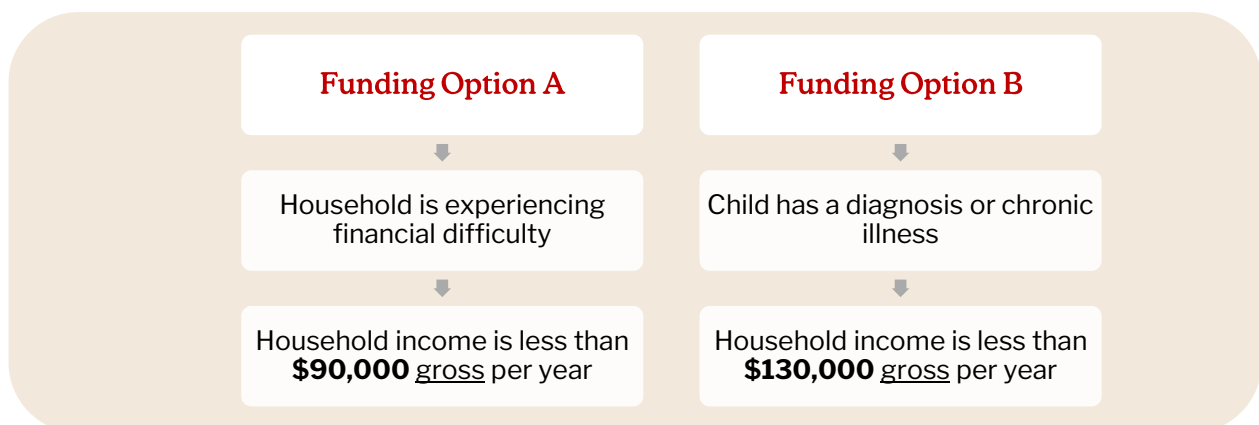 Funding Option A
Household is experiencing
financial difficulty
Household income is less than
$90,000 gross per year
Funding Option B
Child has a diagnosis or chronic
illness
Household income is less than
$130,000 gross per year